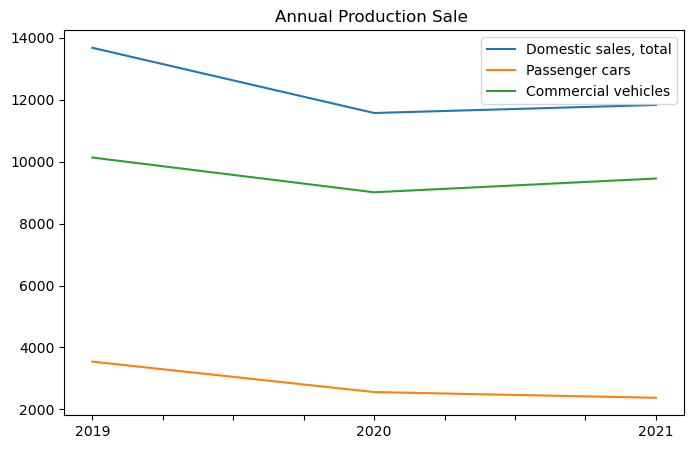 Annual Production Sale
14000
12000
10000
8000
6000
4000
2000
Domestic sales, total
Passenger cars
Commercial vehicles
2019 2020 2021